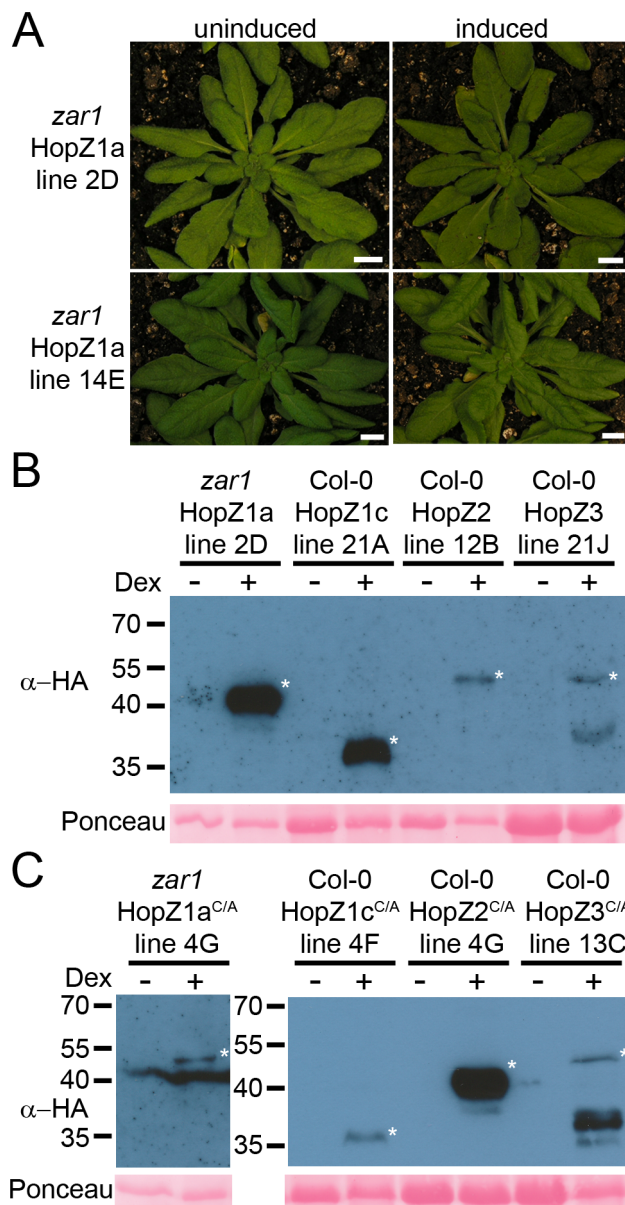 A
uninduced induced
zar1
HopZ1a
line 2D
zar1
HopZ1a
line 14E
B
zar1 Col-0 Col-0 Col-0
HopZ1a HopZ1c HopZ2 HopZ3
line 2D line 21A line 12B line 21J
Dex - + - + - + - +
70
55
α–HA
40
35
* * * *
Ponceau
C
zar1 Col-0 Col-0 Col-0
HopZ1aC/A HopZ1cC/A HopZ2C/A HopZ3C/A
line 4G line 4F line 4G line 13C
Dex - + - + - + - +
70 70
55 * 55 * *
40 40
α–HA
35 35 *
Ponceau